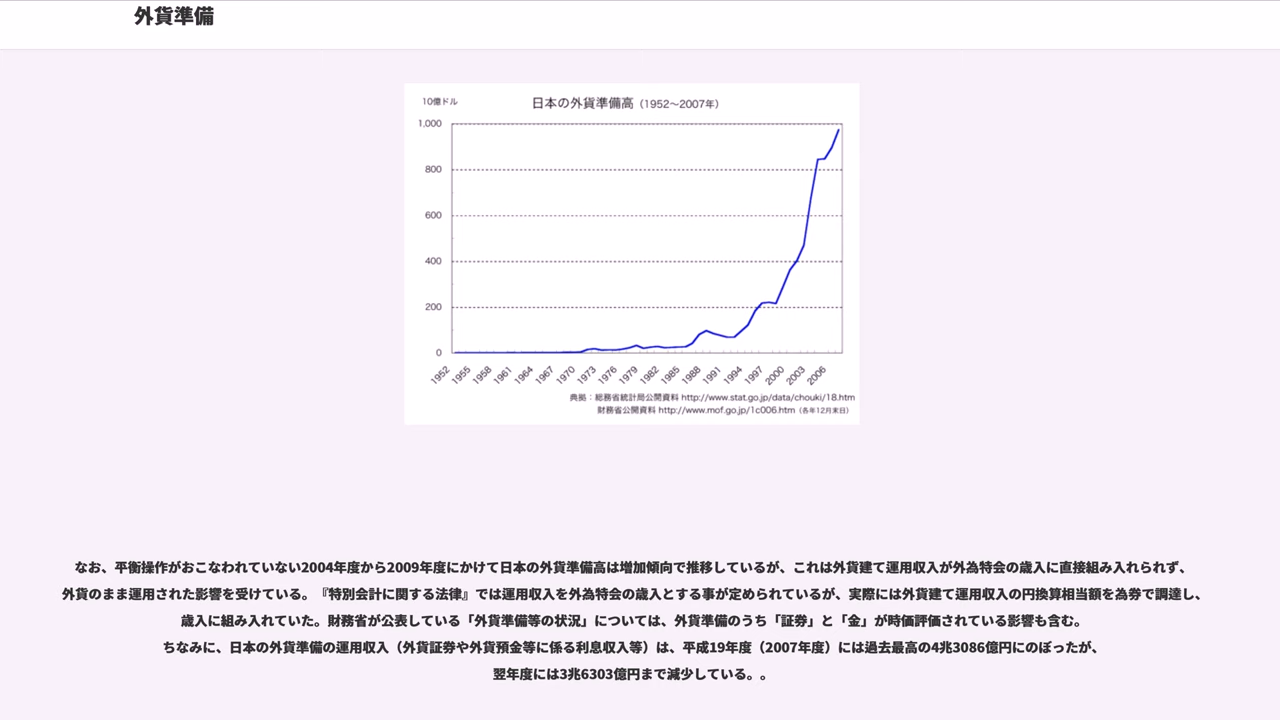 外貨準備
10億ドル
日本の外貨準備高（1952〜2007年）
1,000
800
600
400
200
0
1952 1955 1958 1961 1964 1967 1970 1973 1976 1979 1982 1985 1988 1991 1994 1997 2000 2003 2006
典拠：総務省統計局公開資料 http://www.stat.go.jp/data/chouki/18.htm
財務省公開資料 http://www.mof.go.jp/1c006.htm（各年12月末日）
なお、平衡操作がおこなわれていない2004年度から2009年度にかけて日本の外貨準備高は増加傾向で推移しているが、これは外貨建て運用収入が外為特会の歳入に直接組み入れられず、
外貨のまま運用された影響を受けている。『特別会計に関する法律』では運用収入を外為特会の歳入とする事が定められているが、実際には外貨建て運用収入の円換算相当額を為券で調達し、
歳入に組み入れていた。財務省が公表している「外貨準備等の状況」については、外貨準備のうち「証券」と「金」が時価評価されている影響も含む。
ちなみに、日本の外貨準備の運用収入（外貨証券や外貨預金等に係る利息収入等）は、平成19年度（2007年度）には過去最高の4兆3086億円にのぼったが、
翌年度には3兆6303億円まで減少している。。